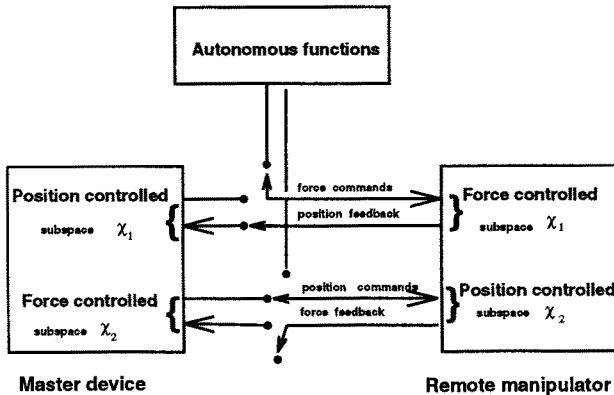 Autonomous functions
Position controlled
subspace χ1
Force controlled
subspace χ2
force commands
position feedback
position commands
force feedback
Force controlled
subspace χ1
Position controlled
subspace χ2
Master device
Remote manipulator